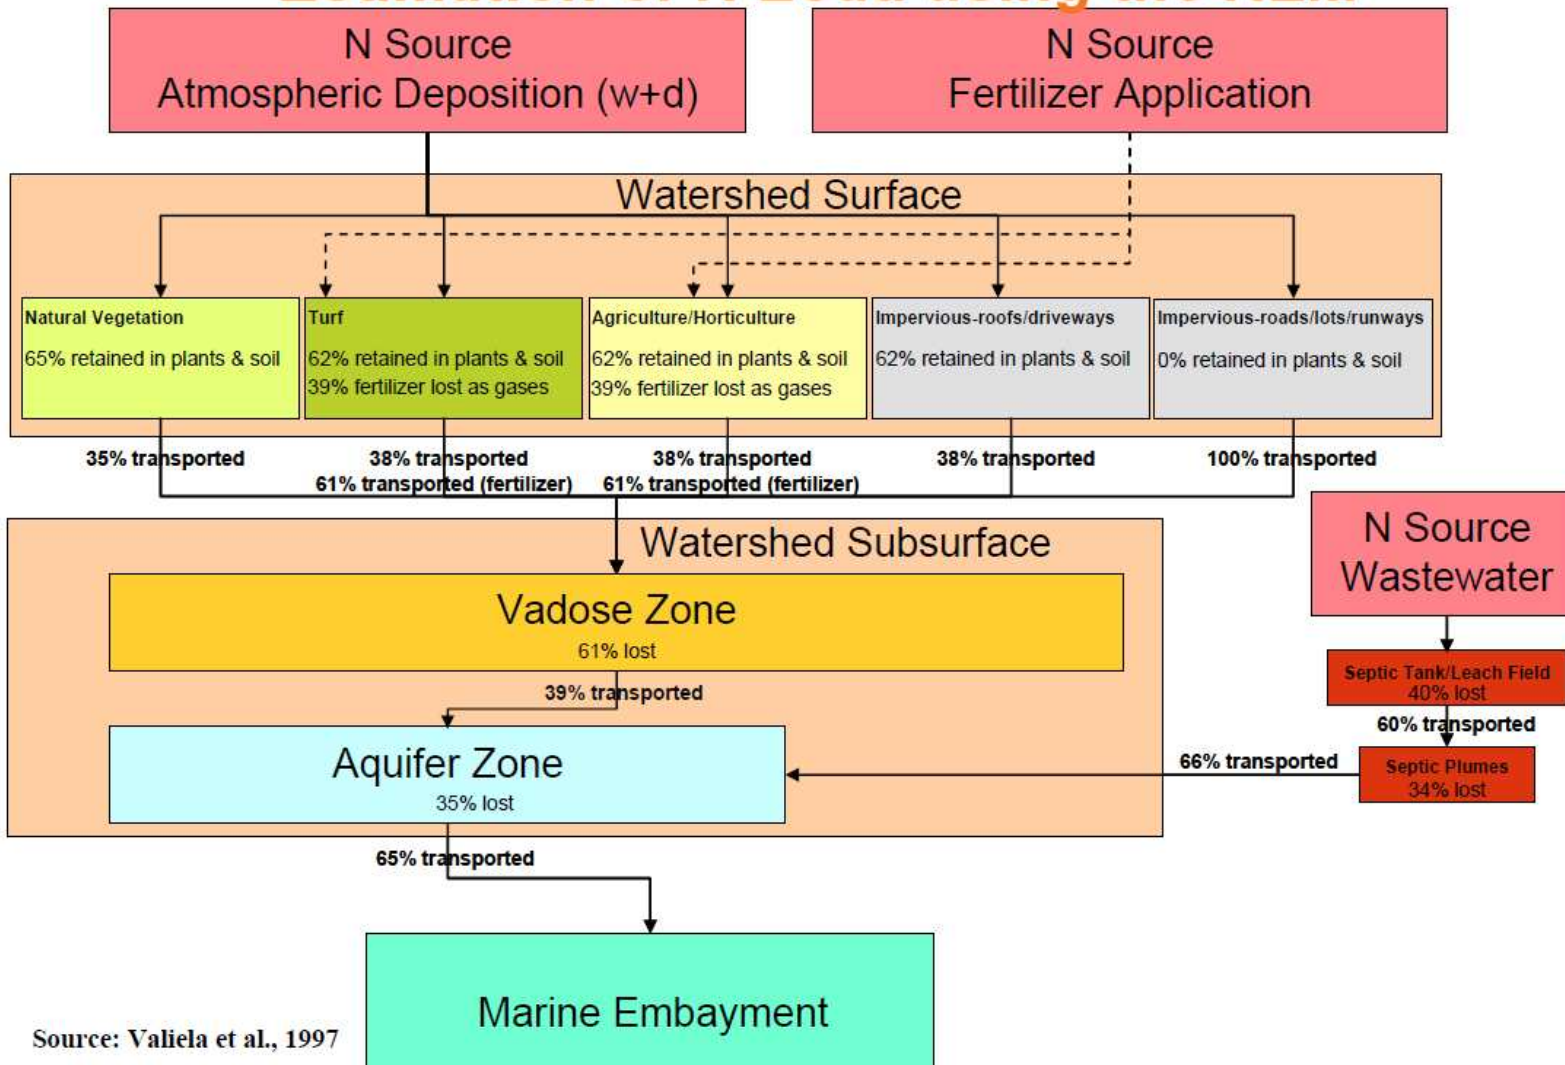 N Source
Atmospheric Deposition (w+d)
N Source
Fertilizer Application
Watershed Surface
Natural Vegetation
65% retained in plants & soil
Turf
62% retained in plants & soil
39% fertilizer lost as gases
Agriculture/Horticulture
62% retained in plants & soil
39% fertilizer lost as gases
Impervious-roofs/driveways
62% retained in plants & soil
Impervious-roads/lots/runways
0% retained in plants & soil
35% transported
38% transported
61% transported (fertilizer)
38% transported
61% transported (fertilizer)
38% transported
100% transported
N Source
Wastewater
Watershed Subsurface
Vadose Zone
61% lost
39% transported
Septic Tank/Leach Field
40% lost
60% transported
Septic Plumes
34% lost
66% transported
Aquifer Zone
35% lost
65% transported
Marine Embayment
Source: Valiela et al., 1997